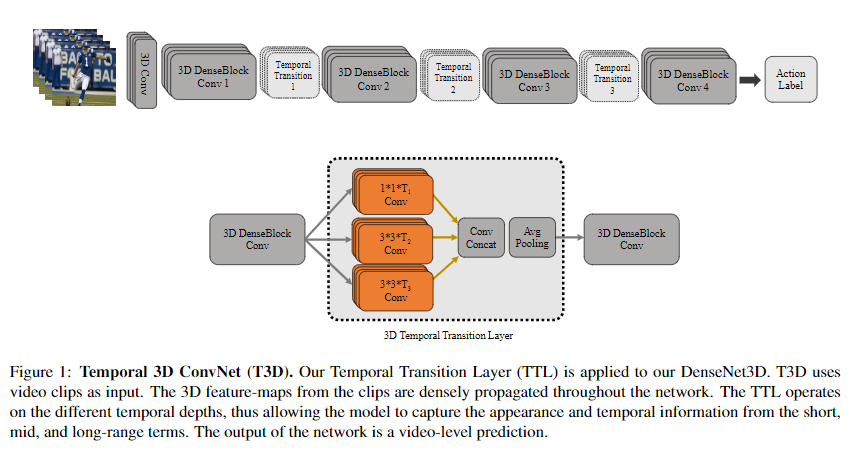 3D Conv
3D DenseBlock
Conv 1
Temporal
Transition
1
3D DenseBlock
Conv 2
Temporal
Transition
2
3D DenseBlock
Conv 3
Temporal
Transition
3
3D DenseBlock
Conv 4
Action
Label
3D DenseBlock
Conv
1*1*T₁
Conv
3*3*T₂
Conv
3*3*T₃
Conv
Conv
Concat
Avg
Pooling
3D DenseBlock
Conv
3D Temporal Transition Layer
Figure 1: Temporal 3D ConvNet (T3D). Our Temporal Transition Layer (TTL) is applied to our DenseNet3D. T3D uses
video clips as input. The 3D feature-maps from the clips are densely propagated throughout the network. The TTL operates
on the different temporal depths, thus allowing the model to capture the appearance and temporal information from the short,
mid, and long-range terms. The output of the network is a video-level prediction.